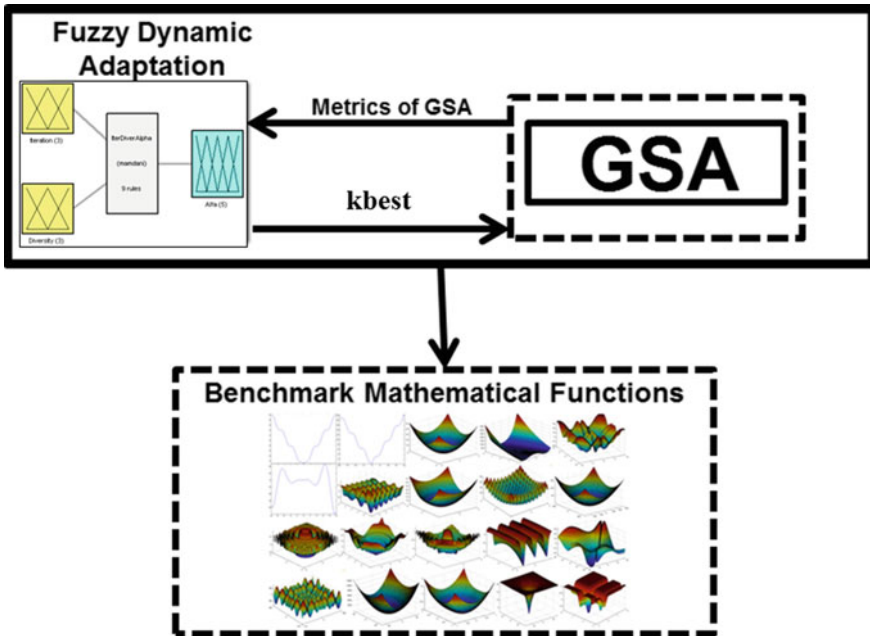 Fuzzy Dynamic
Adaptation
Iteration (3)
IterDiverAlpha
(mamdani)
9 rules
Diversity (3)
Alfa (5)
Metrics of GSA
kbest
GSA
Benchmark Mathematical Functions